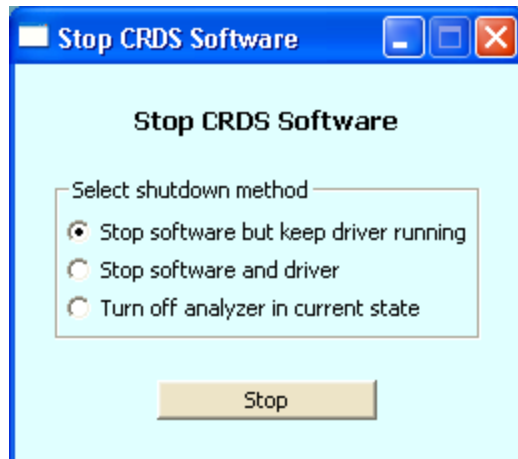 Stop CRDS Software
Stop CRDS Software
Select shutdown method
Stop software but keep driver running
Stop software and driver
Turn off analyzer in current state
Stop